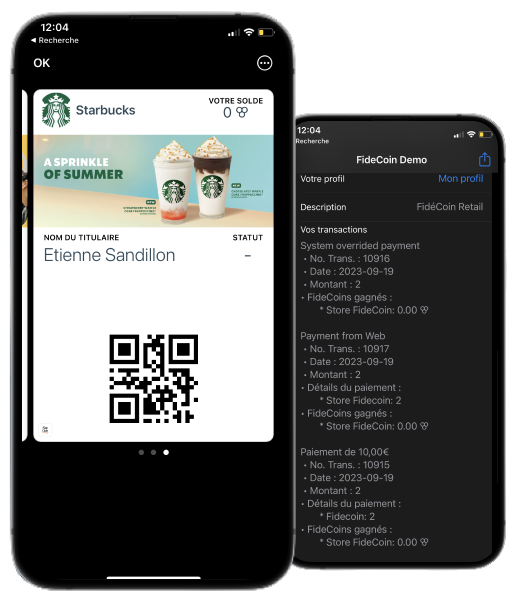 12:04
◀ Recherche
OK
Starbucks
VOTRE SOLDE
0
A SPRINKLE
OF SUMMER
NEW
NEW
NOM DU TITULAIRE
STATUT
Etienne Sandillon
-
12:04
Recherche
FideCoin Demo
Votre profil
Mon profil
Description
FidéCoin Retail
Vos transactions
System overrided payment
• No. Trans. : 10916
• Date : 2023-09-19
• Montant : 2
• FideCoins gagnés :
* Store FideCoin: 0.00
Payment from Web
• No. Trans. : 10917
• Date : 2023-09-19
• Montant : 2
• Détails du paiement :
* Store Fidecoin: 2
• FideCoins gagnés :
* Store FideCoin: 0.00
Paiement de 10,00€
• No. Trans. : 10915
• Date : 2023-09-19
• Montant : 2
• Détails du paiement :
* Fidecoin: 2
• FideCoins gagnés :
* Store FideCoin: 0.00